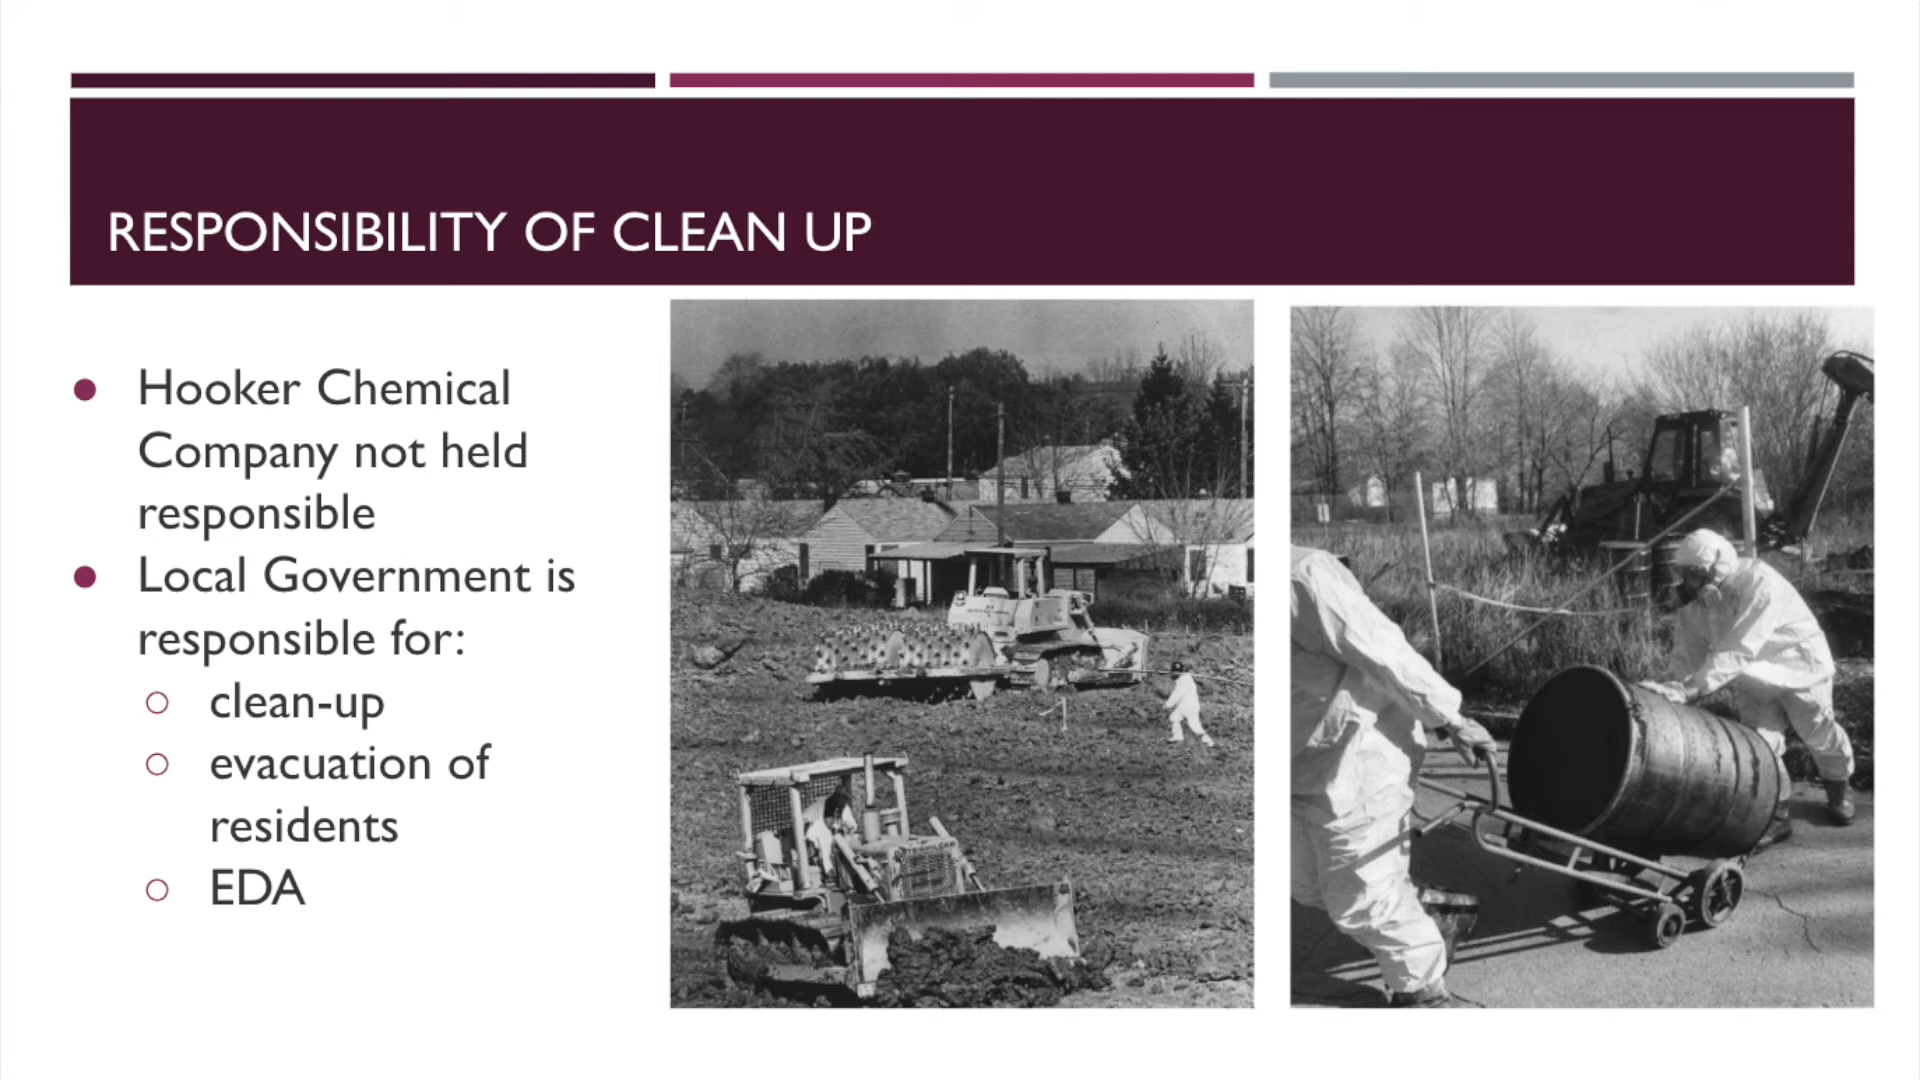 RESPONSIBILITY OF CLEAN UP
● Hooker Chemical
Company not held
responsible
● Local Government is
responsible for:
○ clean-up
○ evacuation of
residents
○ EDA